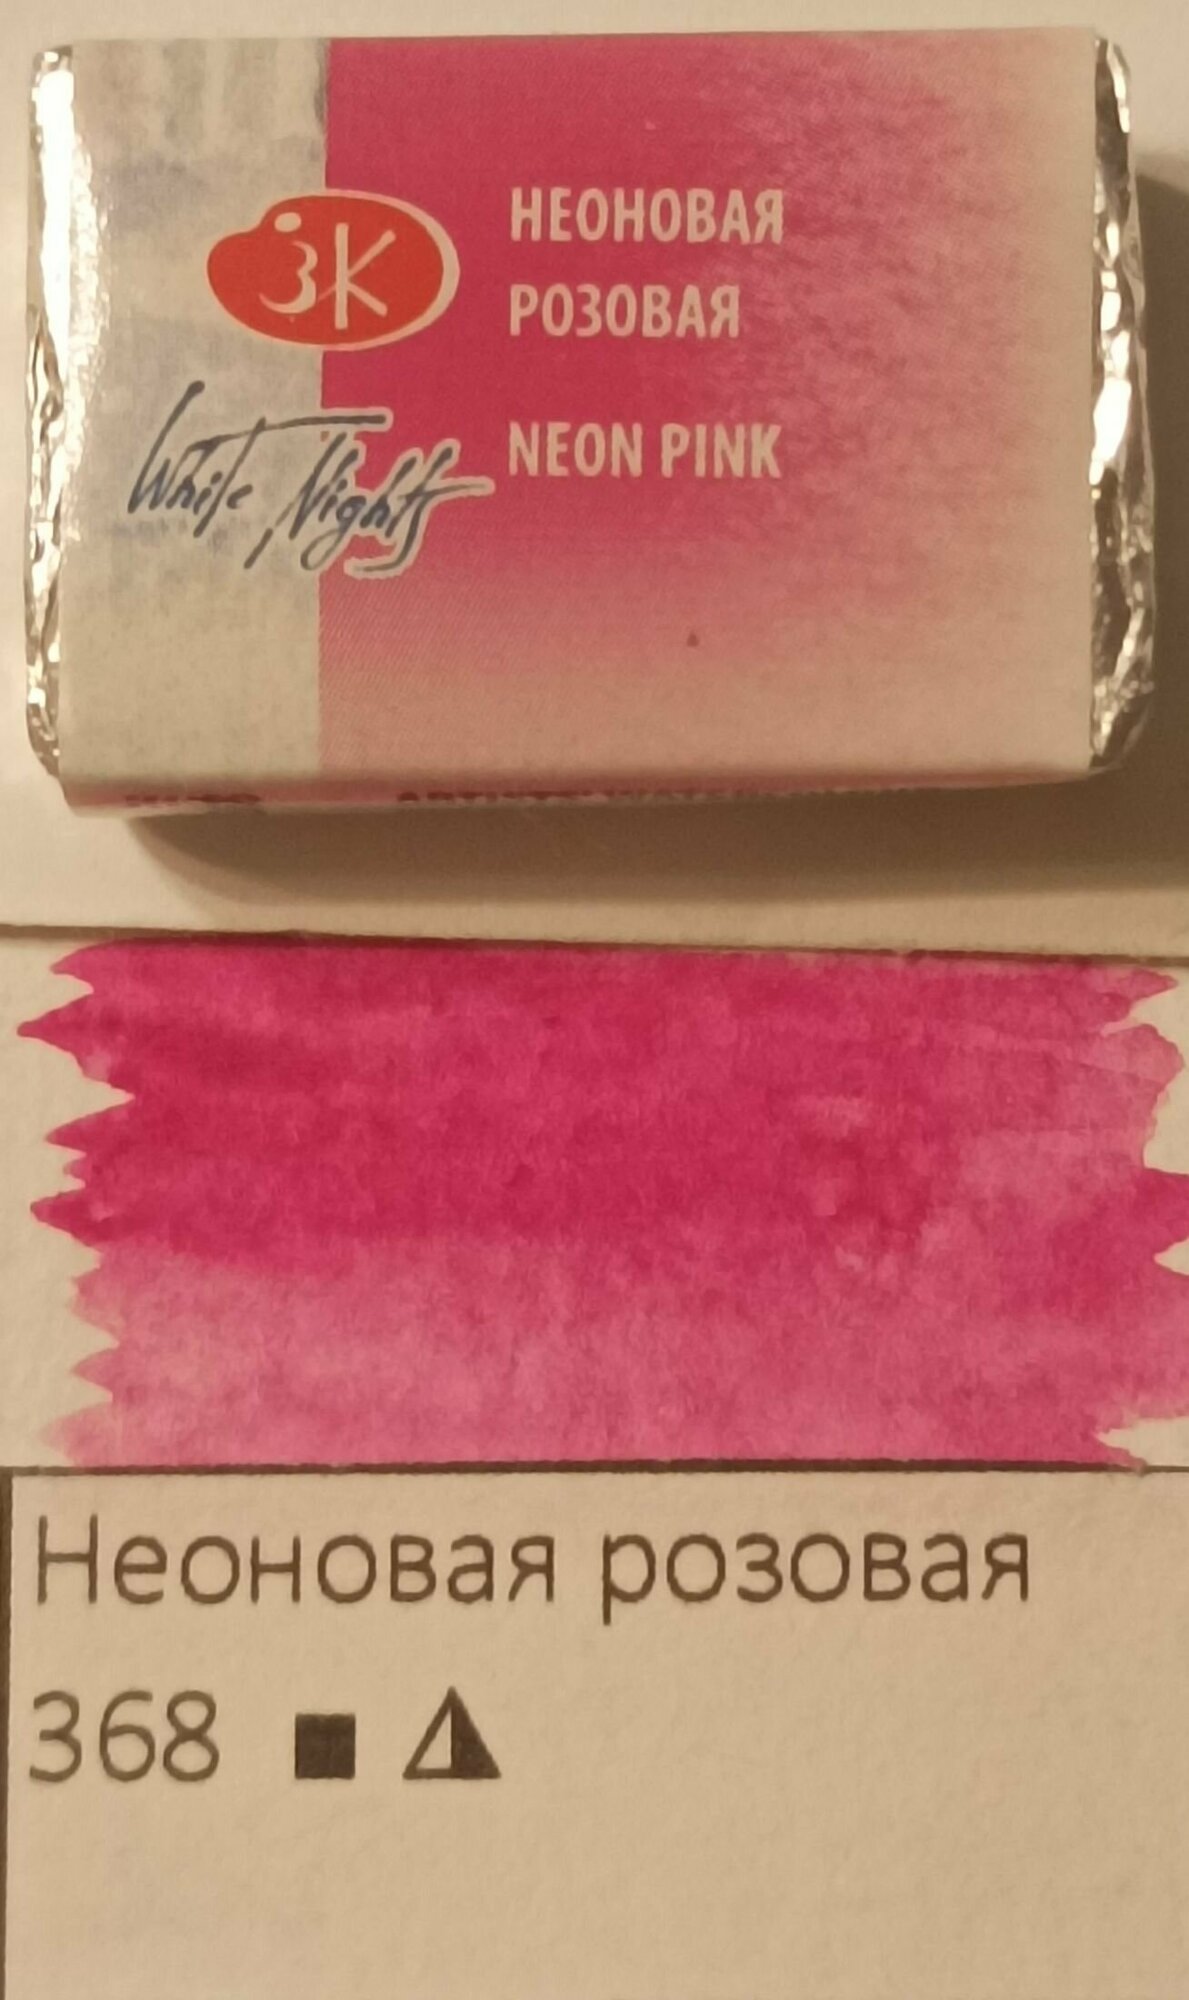 ЗК
НЕОНОВАЯ
РОЗОВАЯ
White Nights
NEON PINK
Неоновая розовая
368